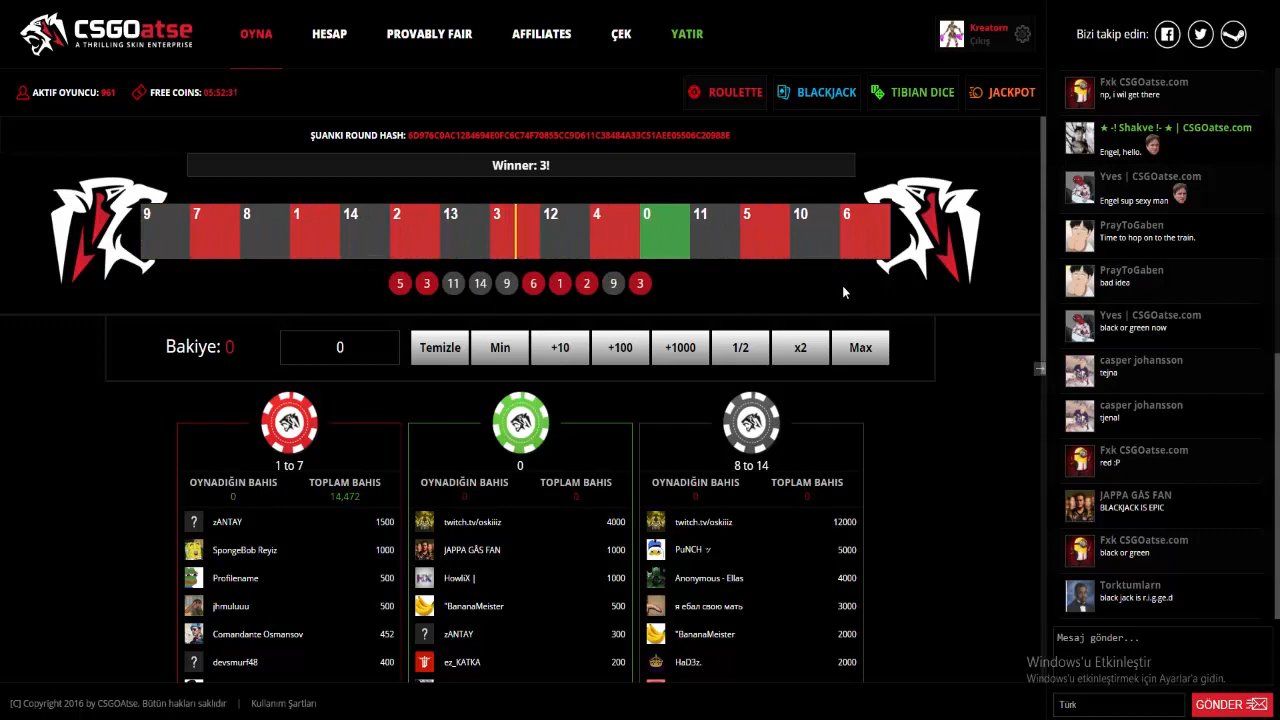 CSGOatse
A THRILLING SKIN ENTERPRISE
OYNA
HESAP
PROVABLY FAIR
AFFILIATES
ÇEK
YATIR
Kreatorn
Çıkış
Bizi takip edin:
AKTIF OYUNCU: 961
FREE COINS: 05:52:31
ROULETTE
BLACKJACK
TIBIAN DICE
JACKPOT
ŞUANKI ROUND HASH: 6D976C0AC1284694E0FC6C74F70855CC9D611C38484A33C51AEE05506C20988E
Winner: 3!
9 7 8 1 14 2 13 3 12 4 0 11 5 10 6
5 3 11 14 9 6 1 2 9 3
Bakiye: 0
0
Temizle
Min
+10
+100
+1000
1/2
x2
Max
1 to 7
OYNADIĞIN BAHIS
TOPLAM BAHIS
0
14,472
zANTAY 1500
SpongeBob Reyiz 1000
Profilename 500
jhmuluuu 500
Comandante Osmansov 452
devsmurf48 400
0
OYNADIĞIN BAHIS
TOPLAM BAHIS
0
0
twitch.tv/oskiiiz 4000
JAPPA GÅS FAN 1000
HowliX | 1000
"BananaMeister 500
zANTAY 300
ez_KATKA 200
8 to 14
OYNADIĞIN BAHIS
TOPLAM BAHIS
0
0
twitch.tv/oskiiiz 12000
PuNCH ッ 5000
Anonymous - Ellas 4000
я ебал свою мать 3000
"BananaMeister 2000
HaD3z. 2000
Fxk CSGOatse.com
np, i wil get there
★ -! Shakve !- ★ | CSGOatse.com
Engel, hello.
Yves | CSGOatse.com
Engel sup sexy man
PrayToGaben
Time to hop on to the train.
PrayToGaben
bad idea
Yves | CSGOatse.com
black or green now
casper johansson
tejna
casper johansson
tjenal
Fxk CSGOatse.com
red :P
JAPPA GÅS FAN
BLACKJACK IS EPIC
Fxk CSGOatse.com
black or green
Torktumlarn
black jack is r.i.g.ge.d
Mesaj gönder...
Windows'u Etkinleştir
Windows'u etkinleştirmek için Ayarlar'a gidin.
Türk
GÖNDER
[C] Copyright 2016 by CSGOAtse. Bütün hakları saklıdır | Kullanım Şartları